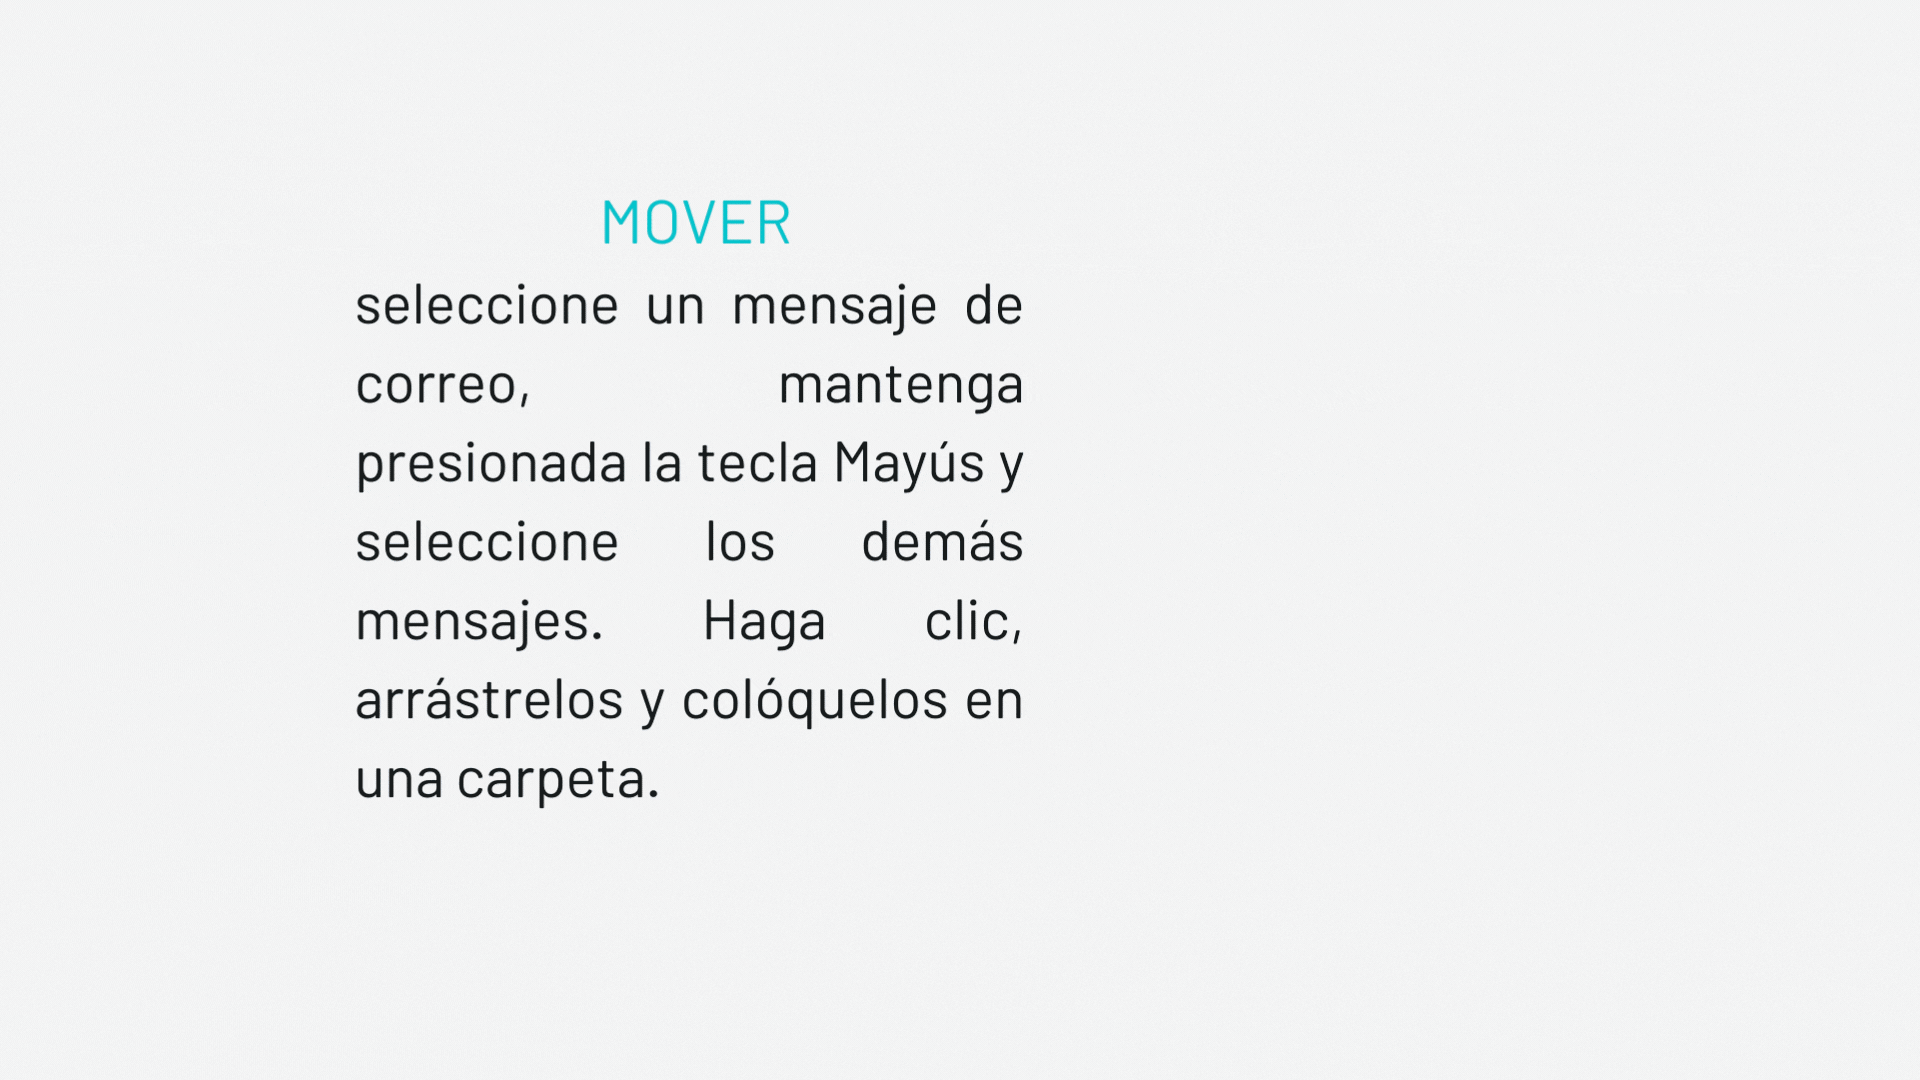 MOVER
seleccione un mensaje de
correo, mantenga
presionada la tecla Mayús y
seleccione los demás
mensajes. Haga clic,
arrástrelos y colóquelos en
una carpeta.